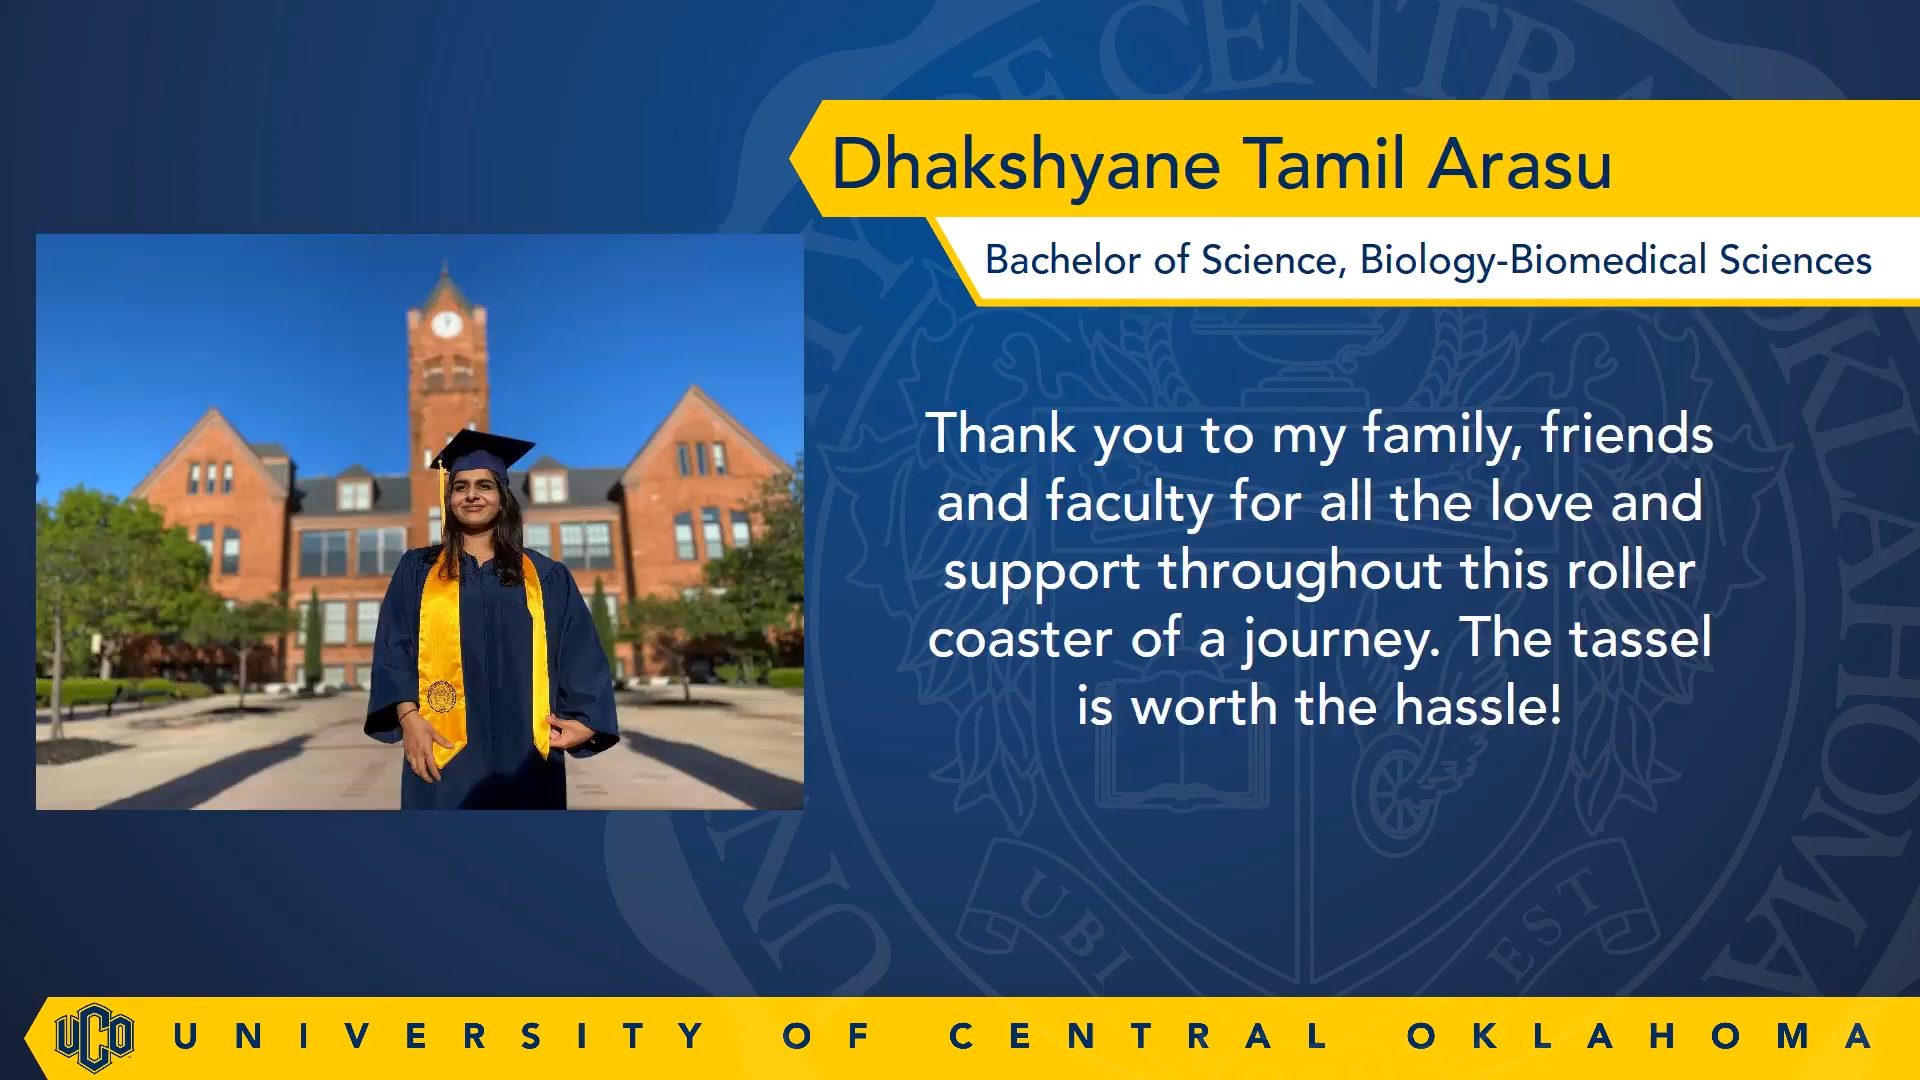 Dhakshyane Tamil Arasu
Bachelor of Science, Biology-Biomedical Sciences
Thank you to my family, friends
and faculty for all the love and
support throughout this roller
coaster of a journey. The tassel
is worth the hassle!
UBI EST
UCO UNIVERSITY OF CENTRAL OKLAHOMA